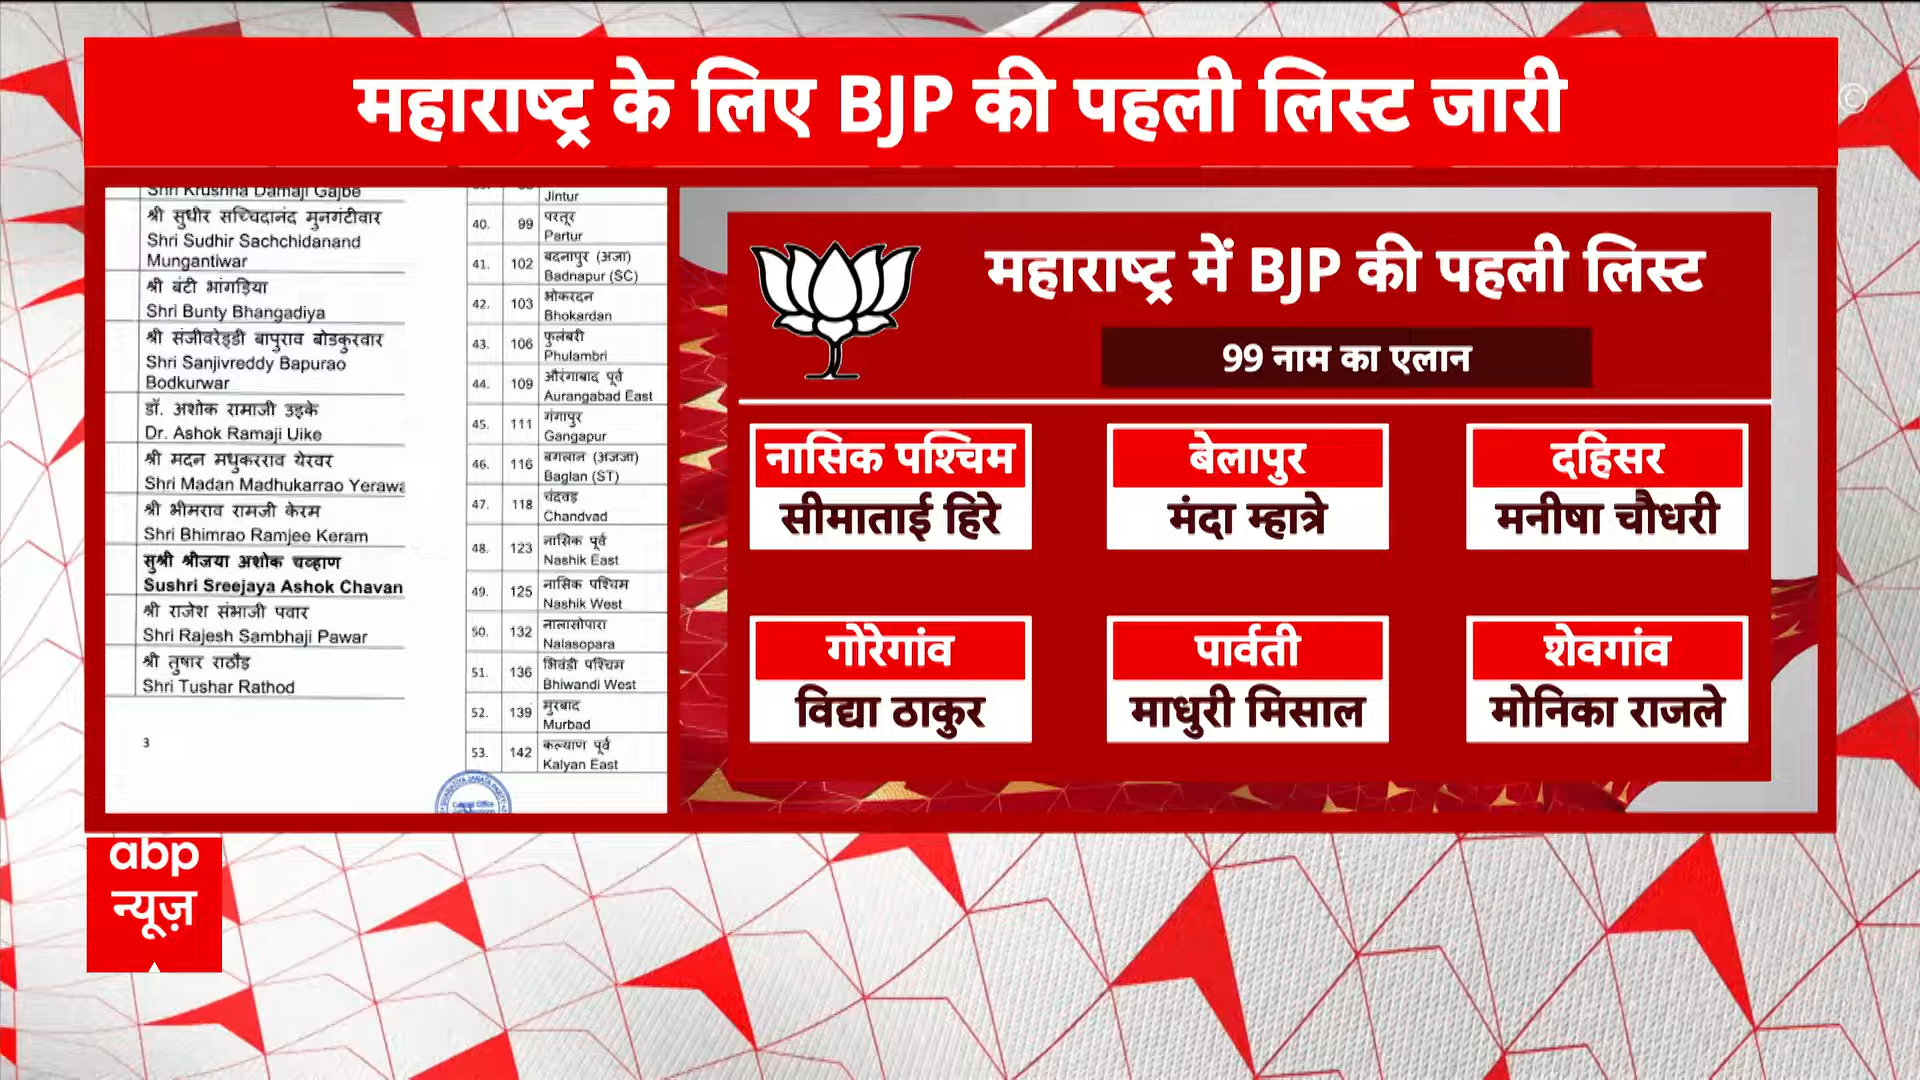 महाराष्ट्र के लिए BJP की पहली लिस्ट जारी
©
Shri Krushna Damaji Gajbe
श्री सुधीर सच्चिदानंद मुनगंटीवार
Shri Sudhir Sachchidanand
Mungantiwar
श्री बंटी भांगड़िया
Shri Bunty Bhangadiya
श्री संजीवरेड्डी बापुराव बोडकुरवार
Shri Sanjivreddy Bapurao
Bodkurwar
डॉ. अशोक रामाजी उइके
Dr. Ashok Ramaji Uike
श्री मदन मधुकरराव येरवर
Shri Madan Madhukarrao Yerawa
श्री भीमराव रामजी केरम
Shri Bhimrao Ramjee Keram
सुश्री श्रीजया अशोक चव्हाण
Sushri Sreejaya Ashok Chavan
श्री राजेश संभाजी पवार
Shri Rajesh Sambhaji Pawar
श्री तुषार राठौड़
Shri Tushar Rathod
3
Jintur
40. 99 परतूर
Partur
41. 102 बदनापुर (अजा)
Badnapur (SC)
42. 103 भोकरदन
Bhokardan
43. 106 फुलंबरी
Phulambri
44. 109 औरंगाबाद पूर्व
Aurangabad East
45. 111 गंगापुर
Gangapur
46. 116 बगलान (अजजा)
Baglan (ST)
47. 118 चंदवड़
Chandvad
48. 123 नासिक पूर्व
Nashik East
49. 125 नासिक पश्चिम
Nashik West
50. 132 नालासोपारा
Nalasopara
51. 136 भिवंडी पश्चिम
Bhiwandi West
52. 139 मुरबाद
Murbad
53. 142 कल्याण पूर्व
Kalyan East
महाराष्ट्र में BJP की पहली लिस्ट
99 नाम का एलान
नासिक पश्चिम
सीमाताई हिरे
बेलापुर
मंदा म्हात्रे
दहिसर
मनीषा चौधरी
गोरेगांव
विद्या ठाकुर
पार्वती
माधुरी मिसाल
शेवगांव
मोनिका राजले
abp
न्यूज़